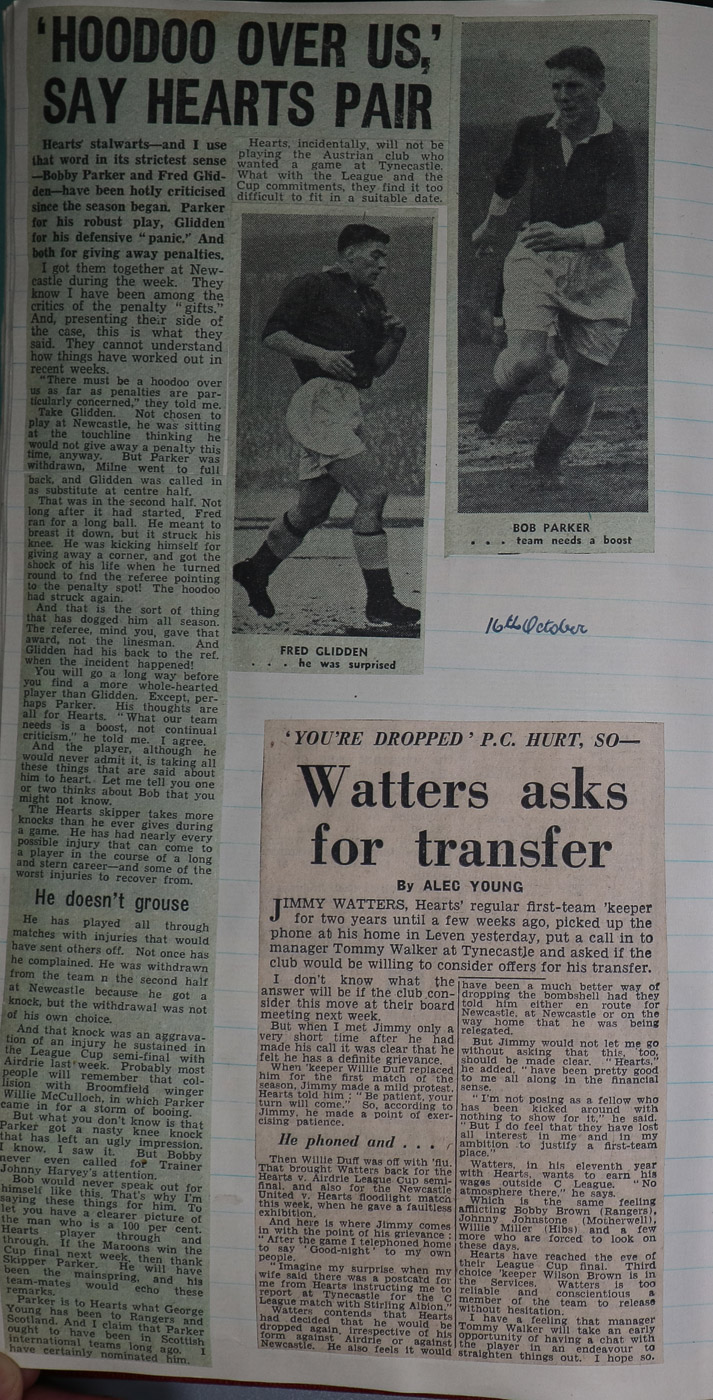 ‘HOODOO OVER US,’
SAY HEARTS PAIR
Hearts' stalwarts—and I use
that word in its strictest sense
—Bobby Parker and Fred Glid-
den—have been hotly criticised
since the season began. Parker
for his robust play, Glidden
for his defensive “panic.” And
both for giving away penalties.
I got them together at New-
castle during the week. They
know I have been among the
critics of the penalty “gifts.”
And, presenting their side of
the case, this is what they
said. They cannot understand
how things have worked out in
recent weeks.
“There must be a hoodoo over
us as far as penalties are par-
ticularly concerned,” they told me.
Take Glidden. Not chosen to
play at Newcastle, he was sitting
at the touchline thinking he
would not give away a penalty this
time, anyway. But Parker was
withdrawn, Milne went to full
back, and Glidden was called in
as substitute at centre half.
That was in the second half. Not
long after it had started, Fred
ran for a long ball. He meant to
breast it down, but it struck his
knee. He was kicking himself for
giving away a corner, and got the
shock of his life when he turned
round to fnd the referee pointing
to the penalty spot! The hoodoo
had struck again.
And that is the sort of thing
that has dogged him all season.
The referee, mind you, gave that
award, not the linesman. And
Glidden had his back to the ref.
when the incident happened!
You will go a long way before
you find a more whole-hearted
player than Glidden. Except, per-
haps Parker. His thoughts are
all for Hearts. “What our team
needs is a boost, not continual
criticism,” he told me. I agree.
And the player, although he
would never admit it, is taking all
these things that are said about
him to heart. Let me tell you one
or two thinks about Bob that you
might not know.
The Hearts skipper takes more
knocks than he ever gives during
a game. He has had nearly every
possible injury that can come to
a player in the course of a long
and stern career—and some of the
worst injuries to recover from.
He doesn't grouse
He has played all through
matches with injuries that would
have sent others off. Not once has
he complained. He was withdrawn
from the team n the second half
at Newcastle because he got a
knock, but the withdrawal was not
of his own choice.
And that knock was an aggrava-
tion of an injury he sustained in
the League Cup semi-final with
Airdrie last week. Probably most
people will remember that col-
lision with Broomfield winger
Willie McCulloch, in which Parker
came in for a storm of booing.
But what you don't know is that
Parker got a nasty knee knock
that has left an ugly impression.
I know. I saw it. But Bobby
never even called for Trainer
Johnny Harvey's attention.
Bob would never speak out for
himself like this. That's why I'm
saying these things for him. To
let you have a clearer picture of
the man who is a 100 per cent.
Hearts player through and
through. If the Maroons win the
Cup final next week, then thank
Skipper Parker. He will have
been the mainspring, and his
team-mates would echo these
remarks.
Parker is to Hearts what George
Young has been to Rangers and
Scotland. And I claim that Parker
ought to have been in Scottish
international teams long ago. I
have certainly nominated him.
Hearts, incidentally, will not be
playing the Austrian club who
wanted a game at Tynecastle.
What with the League and the
Cup commitments, they find it too
difficult to fit in a suitable date.
FRED GLIDDEN
. . . he was surprised
BOB PARKER
. . . team needs a boost
16th October
‘YOU'RE DROPPED’ P.C. HURT, SO—
Watters asks
for transfer
By ALEC YOUNG
JIMMY WATTERS, Hearts' regular first-team 'keeper
for two years until a few weeks ago, picked up the
phone at his home in Leven yesterday, put a call in to
manager Tommy Walker at Tynecastle and asked if the
club would be willing to consider offers for his transfer.
I don't know what the
answer will be if the club con-
sider this move at their board
meeting next week.
But when I met Jimmy only a
very short time after he had
made his call it was clear that he
felt he has a definite grievance.
When 'keeper Willie Duff replaced
him for the first match of the
season, Jimmy made a mild protest.
Hearts told him: “Be patient, your
turn will come.” So, according to
Jimmy, he made a point of exer-
cising patience.
He phoned and . . .
Then Willie Duff was off with 'flu.
That brought Watters back for the
Hearts v. Airdrie League Cup semi-
final, and also for the Newcastle
United v. Hearts floodlight match
this week, when he gave a faultless
exhibition.
And here is where Jimmy comes
in with the point of his grievance:
“After the game I telephoned home
to say ‘Good-night’ to my own
people.
“Imagine my surprise when my
wife said there was a postcard for
me from Hearts instructing me to
report at Tynecastle for the C
League match with Stirling Albion.”
Watters contends that Hearts
had decided that he would be
dropped again, irrespective of his
form against Airdrie or against
Newcastle. He also feels it would
have been a much better way of
dropping the bombshell had they
told him either en route for
Newcastle, at Newcastle or on the
way home that he was being
relegated.
But Jimmy would not let me go
without asking that this, too,
should be made clear. “Hearts,”
he added, “have been pretty good
to me all along in the financial
sense.
“I'm not posing as a fellow who
has been kicked around with
nothing to show for it,” he said.
“But I do feel that they have lost
all interest in me and in my
ambition to justify a first-team
place.”
Watters, in his eleventh year
with Hearts, wants to earn his
wages outside C League. “No
atmosphere there,” he says.
Which is the same feeling
afflicting Bobby Brown (Rangers),
Johnny Johnstone (Motherwell),
Willie Miller (Hibs) and a few
more who are forced to look on
these days.
Hearts have reached the eve of
their League Cup final. Third
choice 'keeper Wilson Brown is in
the Services. Watters is too
reliable and conscientious a
member of the team to release
without hesitation.
I have a feeling that manager
Tommy Walker will take an early
opportunity of having a chat with
the player in an endeavour to
straighten things out. I hope so.